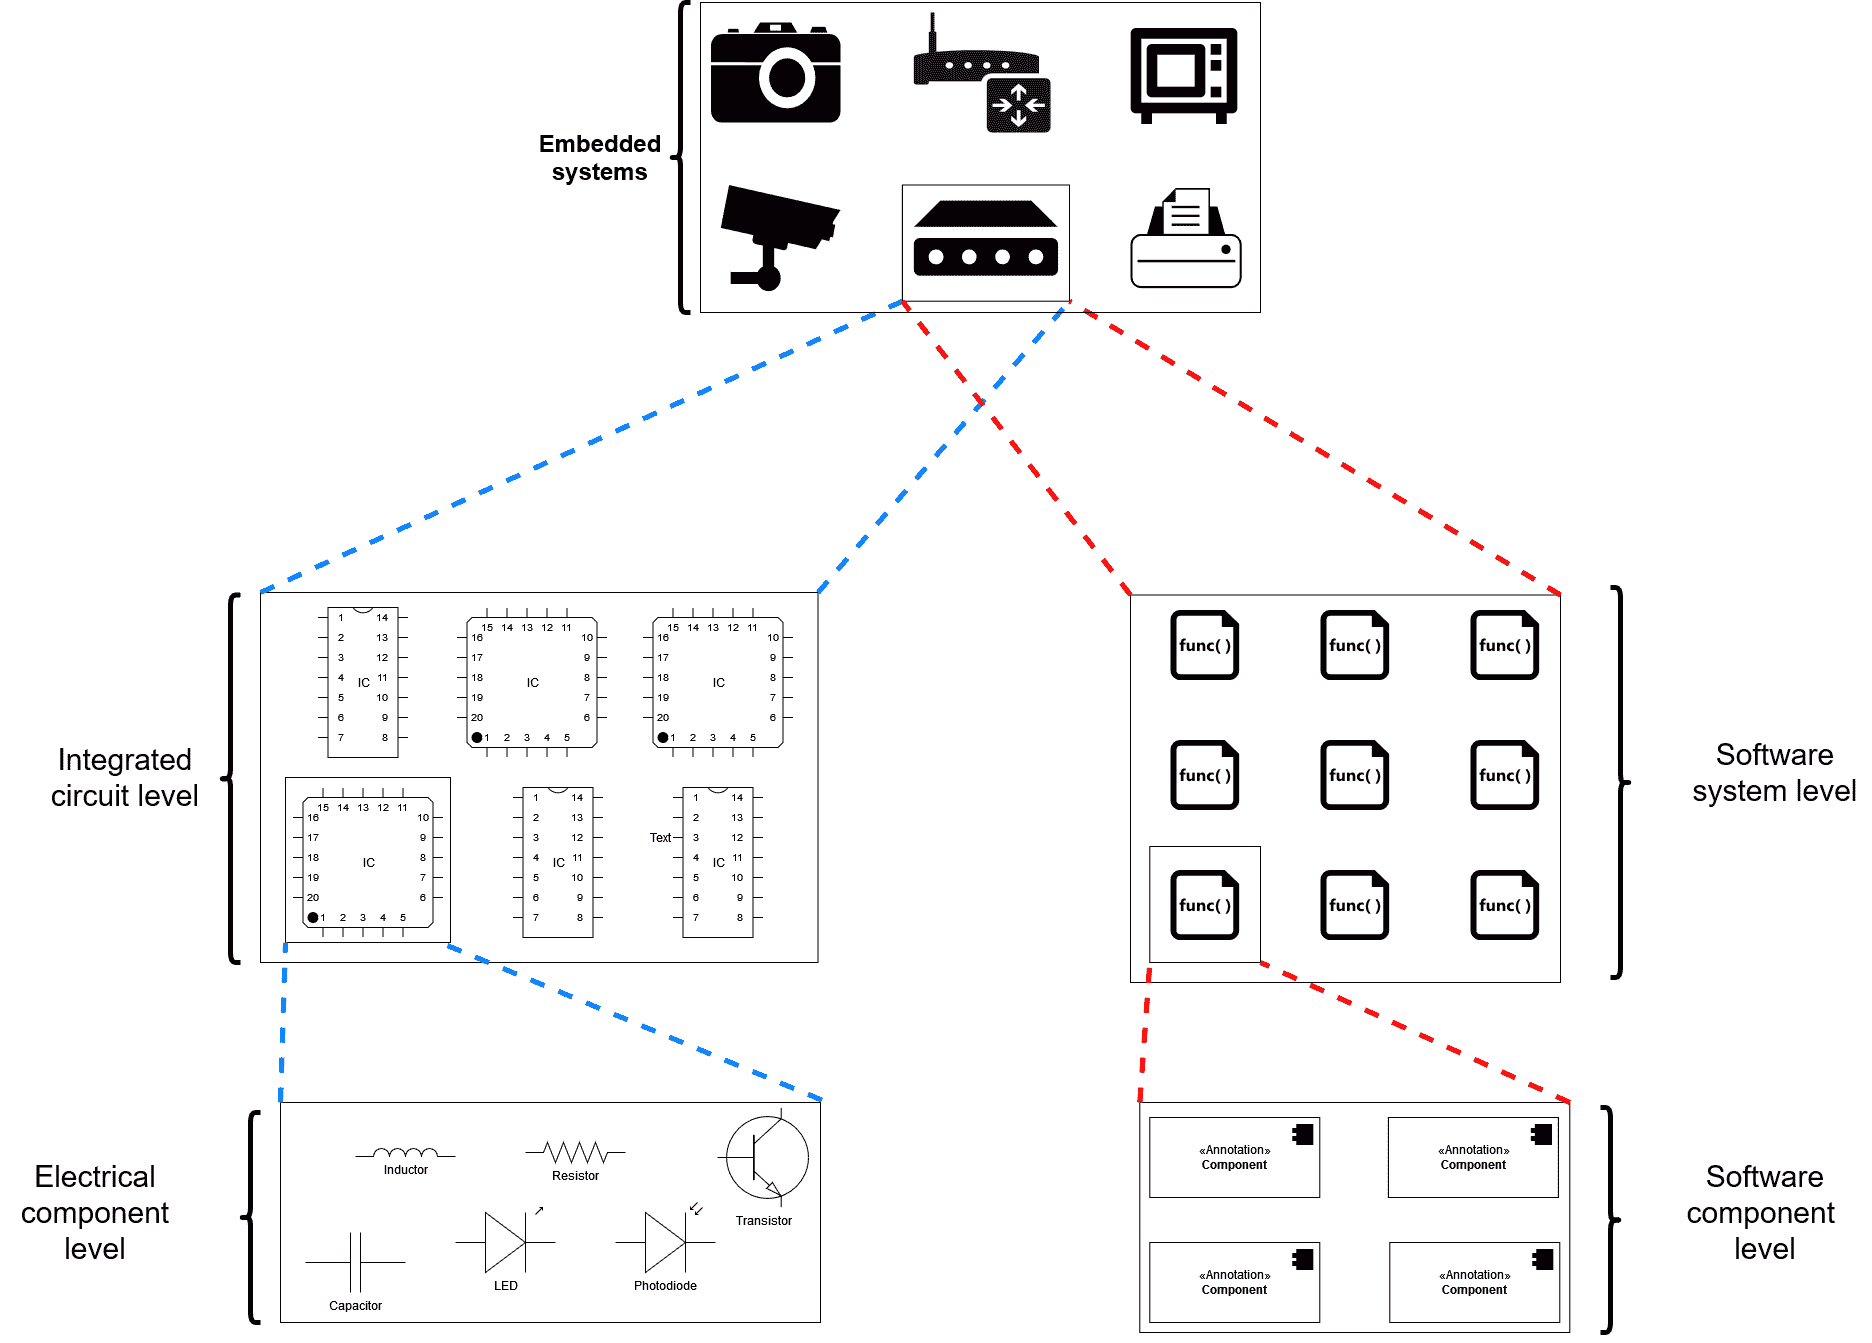 Embedded
systems
Integrated
circuit level
1 14
2 13
3 12
4 IC 11
5 10
6 9
7 8
15 14 13 12 11
16 10
17 9
18 IC 8
19 7
20 6
1 2 3 4 5
15 14 13 12 11
16 10
17 9
18 IC 8
19 7
20 6
1 2 3 4 5
15 14 13 12 11
16 10
17 9
18 IC 8
19 7
20 6
1 2 3 4 5
1 14
2 13
3 12
4 IC 11
5 10
6 9
7 8
Text
1 14
2 13
3 12
4 IC 11
5 10
6 9
7 8
func( ) func( ) func( )
func( ) func( ) func( )
func( ) func( ) func( )
Software
system level
Electrical
component
level
Inductor
Resistor
Transistor
Capacitor
LED
Photodiode
«Annotation»
Component
«Annotation»
Component
«Annotation»
Component
«Annotation»
Component
Software
component
level